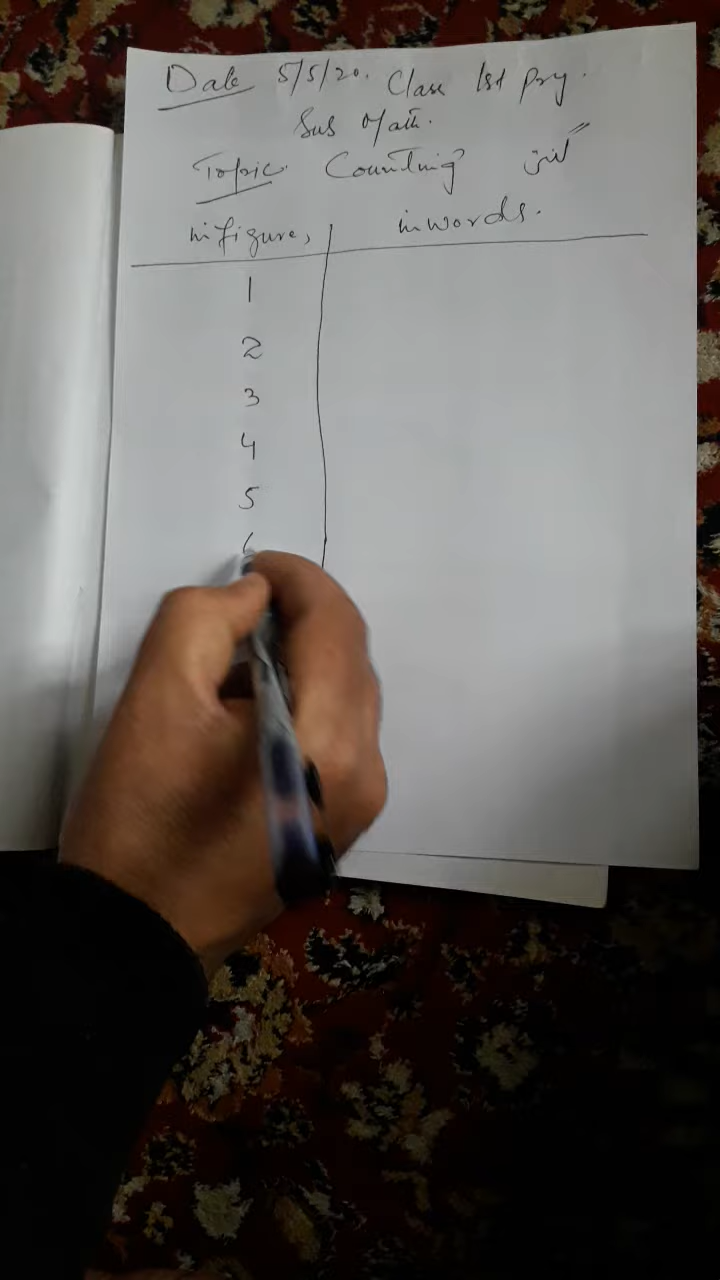 Date 5/5/20. Class 1st pry.
Sub Math.
Topic. Counting گنتی
in figure, in words.
1
2
3
4
5